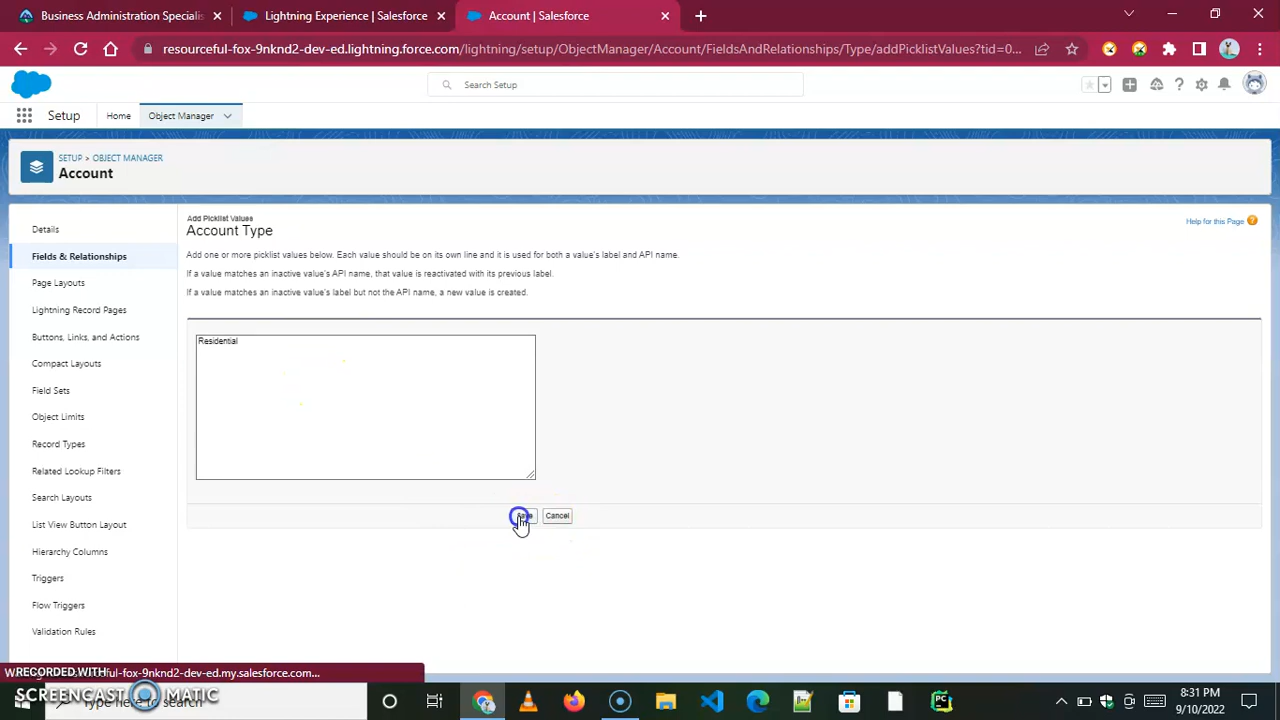 Business Administration Specialis
Lightning Experience | Salesforce
Account | Salesforce
resourceful-fox-9nknd2-dev-ed.lightning.force.com/lightning/setup/ObjectManager/Account/FieldsAndRelationships/Type/addPicklistValues?tid=0...
Search Setup
Setup
Home
Object Manager
SETUP > OBJECT MANAGER
Account
Details
Fields & Relationships
Page Layouts
Lightning Record Pages
Buttons, Links, and Actions
Compact Layouts
Field Sets
Object Limits
Record Types
Related Lookup Filters
Search Layouts
List View Button Layout
Hierarchy Columns
Triggers
Flow Triggers
Validation Rules
Add Picklist Values
Account Type
Help for this Page
Add one or more picklist values below. Each value should be on its own line and it is used for both a value's label and API name.
If a value matches an inactive value's API name, that value is reactivated with its previous label.
If a value matches an inactive value's label but not the API name, a new value is created.
Residential
Save
Cancel
RECORDED WITH
ful-fox-9nknd2-dev-ed.my.salesforce.com...
SCREENCAST MATIC
Type here to search
8:31 PM
9/10/2022